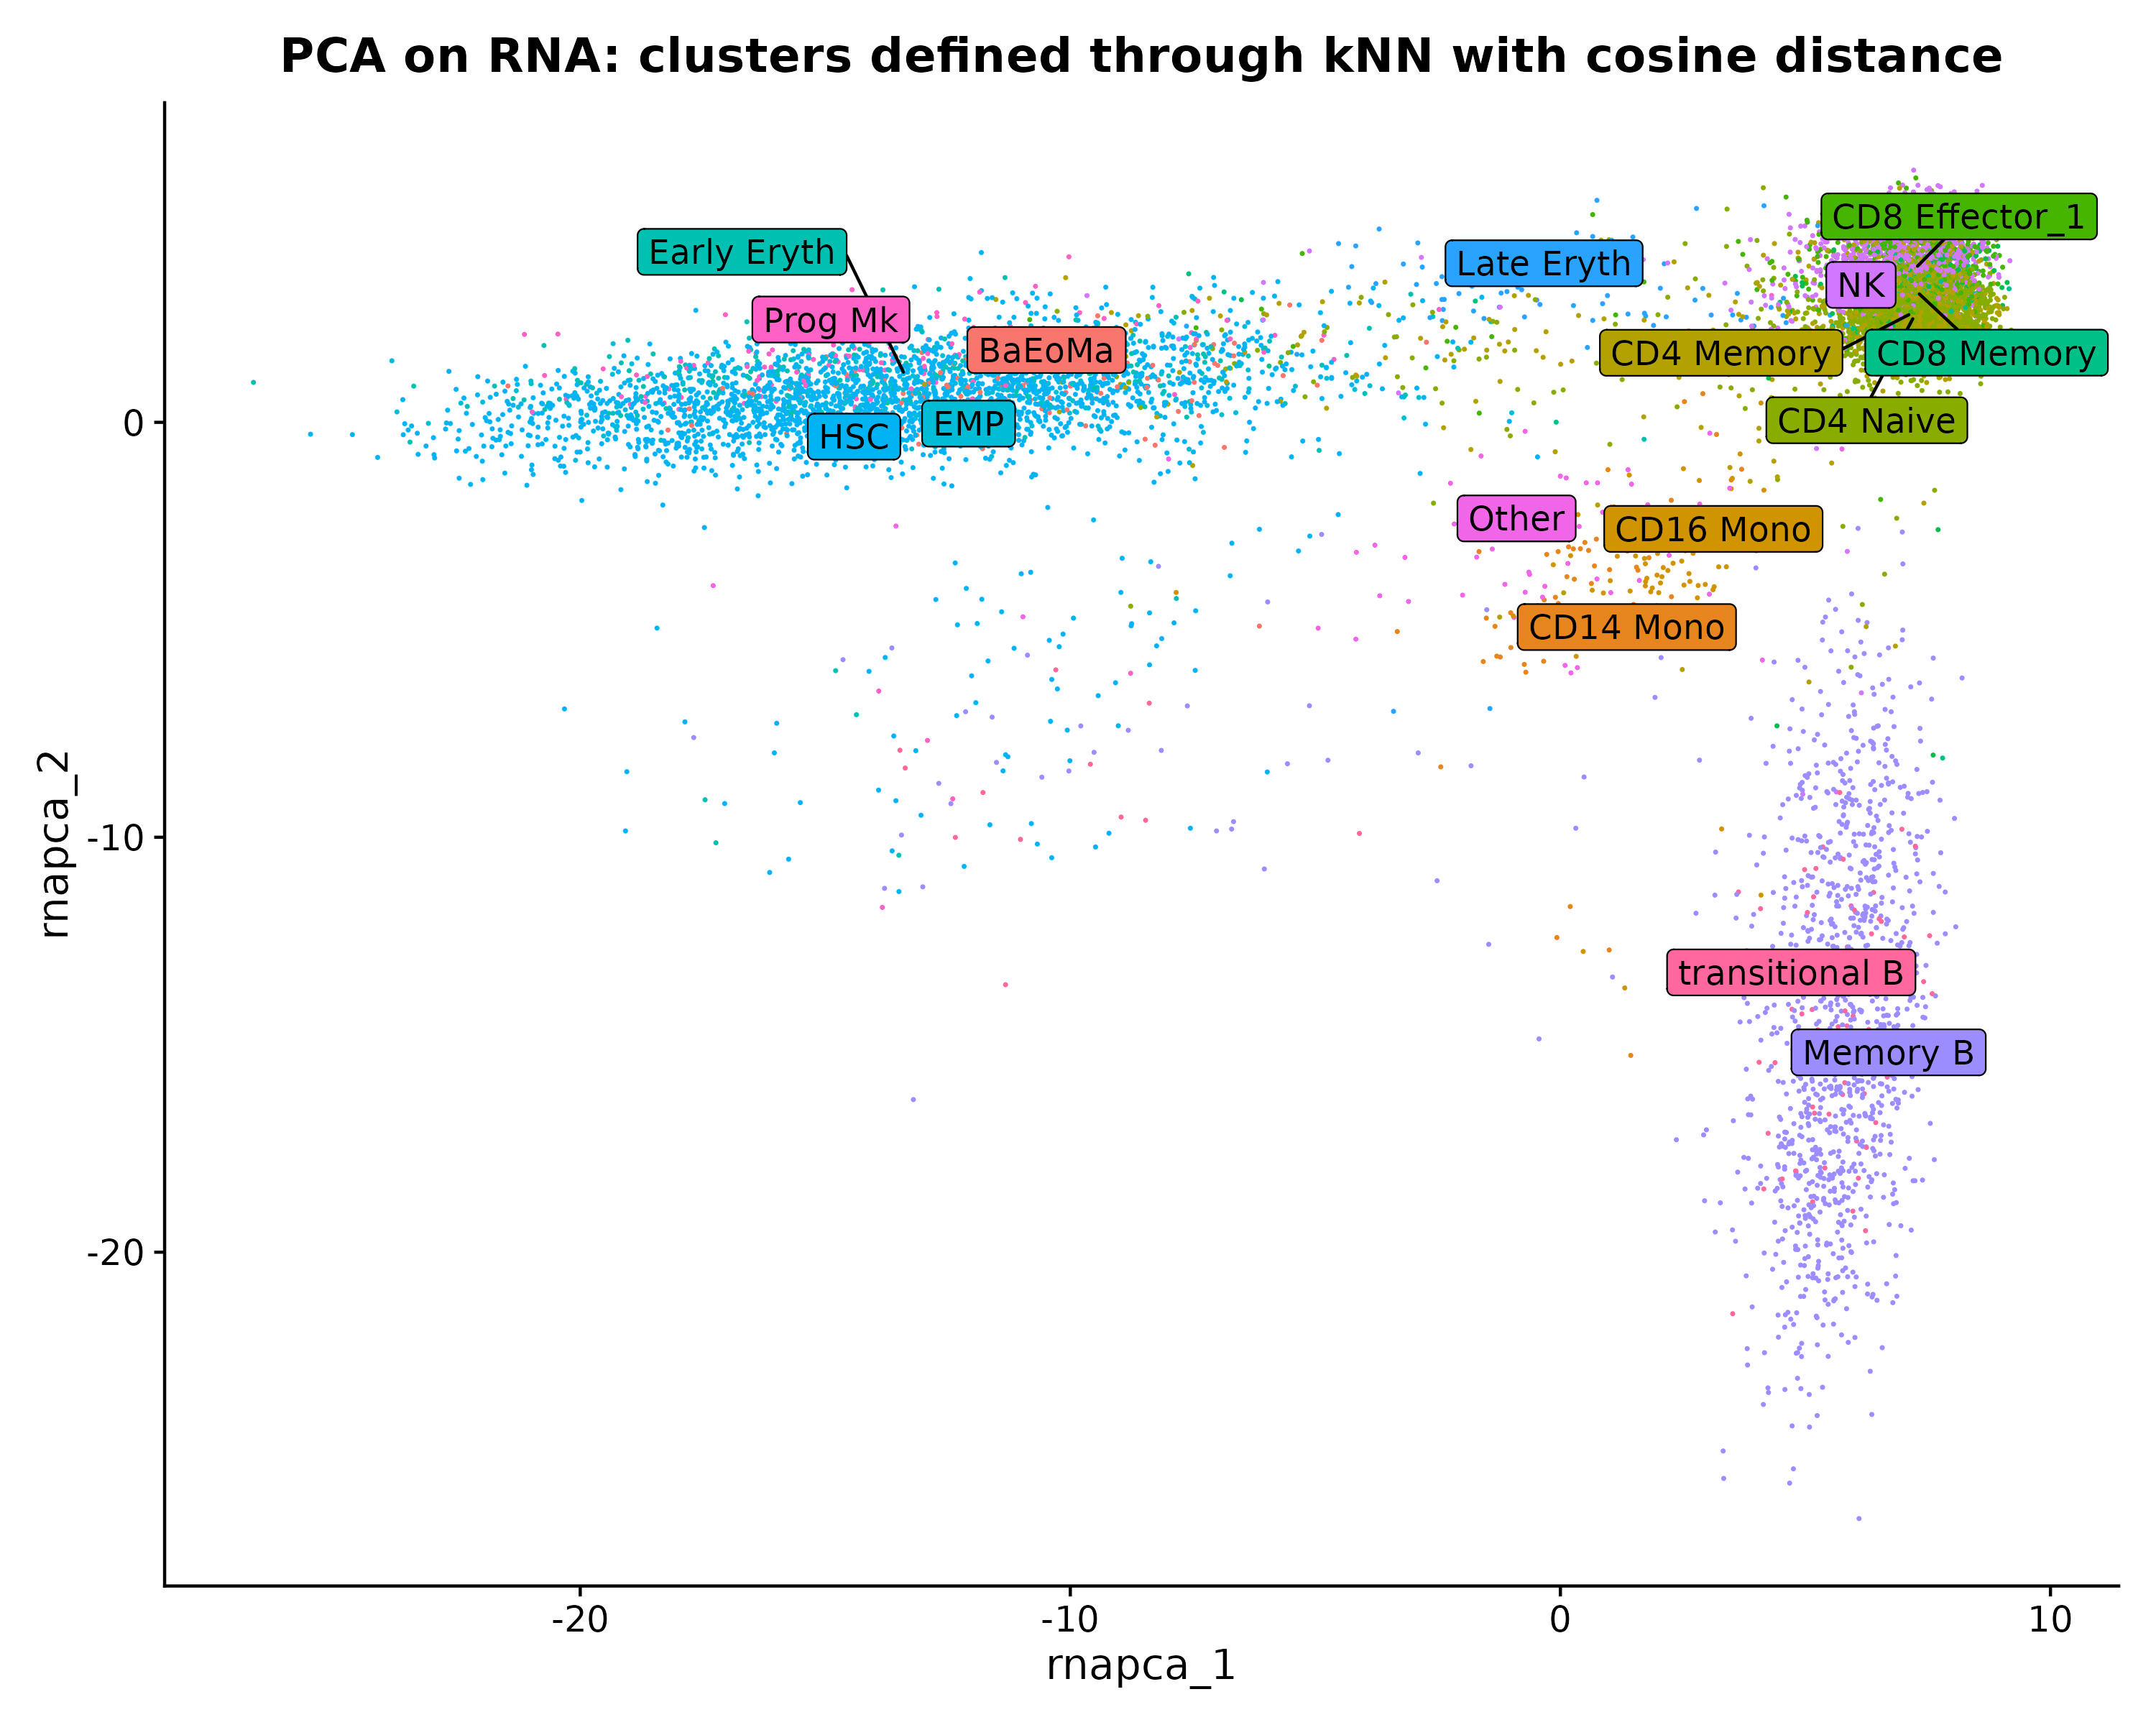 PCA on RNA: clusters defined through kNN with cosine distance
CD8 Effector_1
Early Eryth
Late Eryth
NK
Prog Mk
BaEoMa
CD4 Memory
CD8 Memory
HSC
EMP
CD4 Naive
Other
CD16 Mono
CD14 Mono
transitional B
Memory B
0
-10
-20
rnapca_2
-20
-10
0
10
rnapca_1